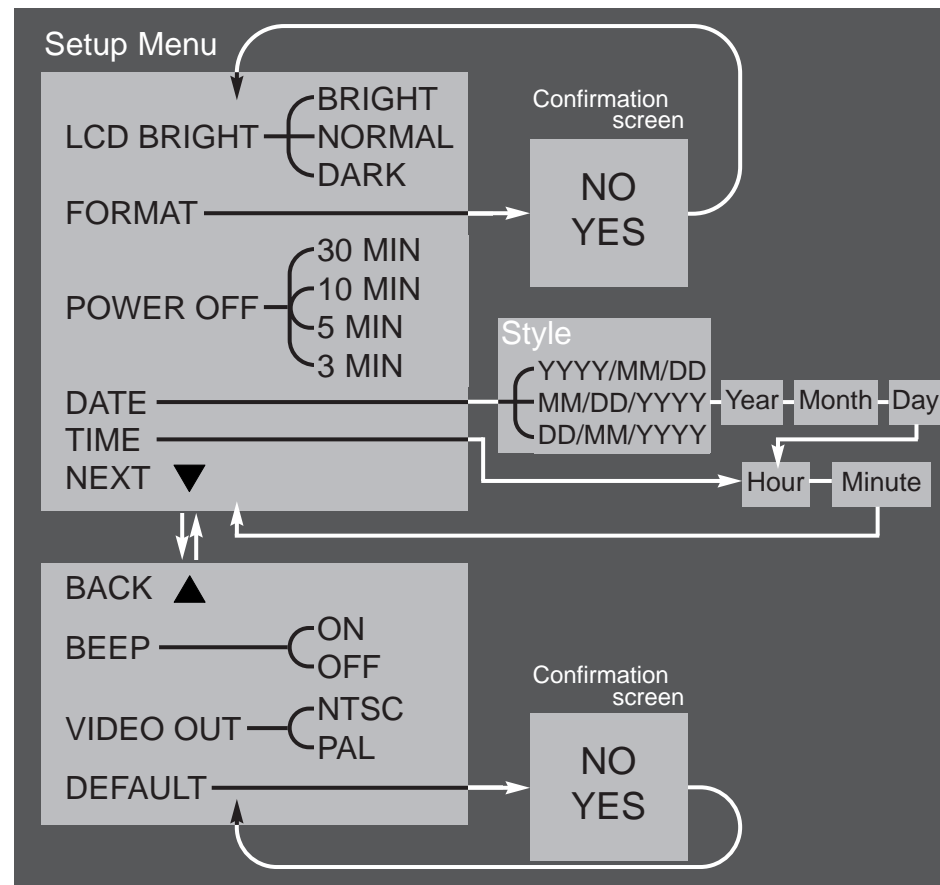 Setup Menu
LCD BRIGHT
BRIGHT
NORMAL
DARK
Confirmation
screen
NO
YES
FORMAT
POWER OFF
30 MIN
10 MIN
5 MIN
3 MIN
Style
YYYY/MM/DD
MM/DD/YYYY
DD/MM/YYYY
Year
Month
Day
DATE
TIME
Hour
Minute
NEXT ▼
BACK ▲
BEEP
ON
OFF
VIDEO OUT
NTSC
PAL
DEFAULT
Confirmation
screen
NO
YES